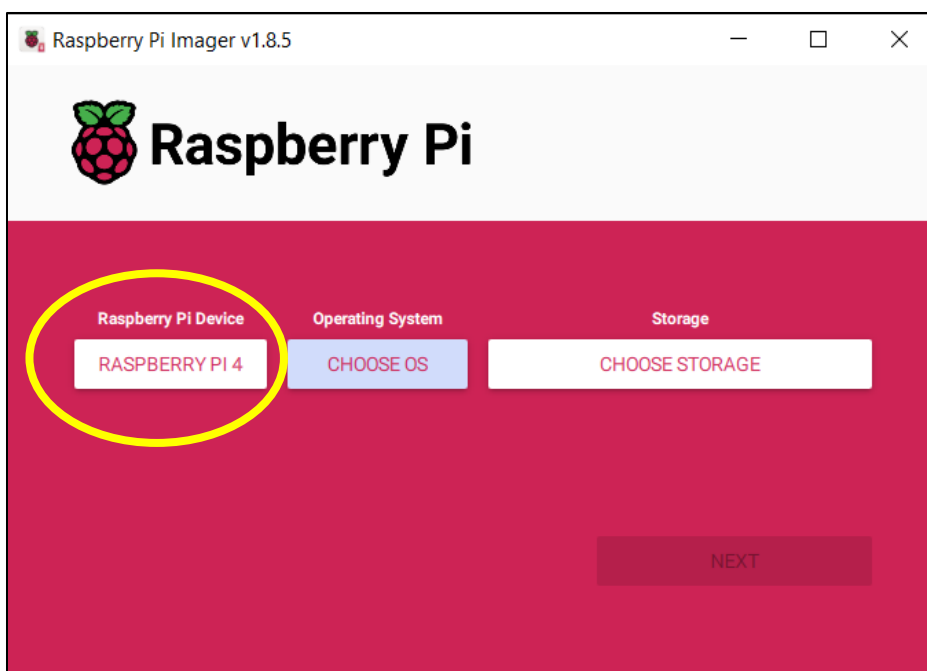 Raspberry Pi Imager v1.8.5
Raspberry Pi
Raspberry Pi Device
Operating System
Storage
RASPBERRY PI 4
CHOOSE OS
CHOOSE STORAGE
NEXT